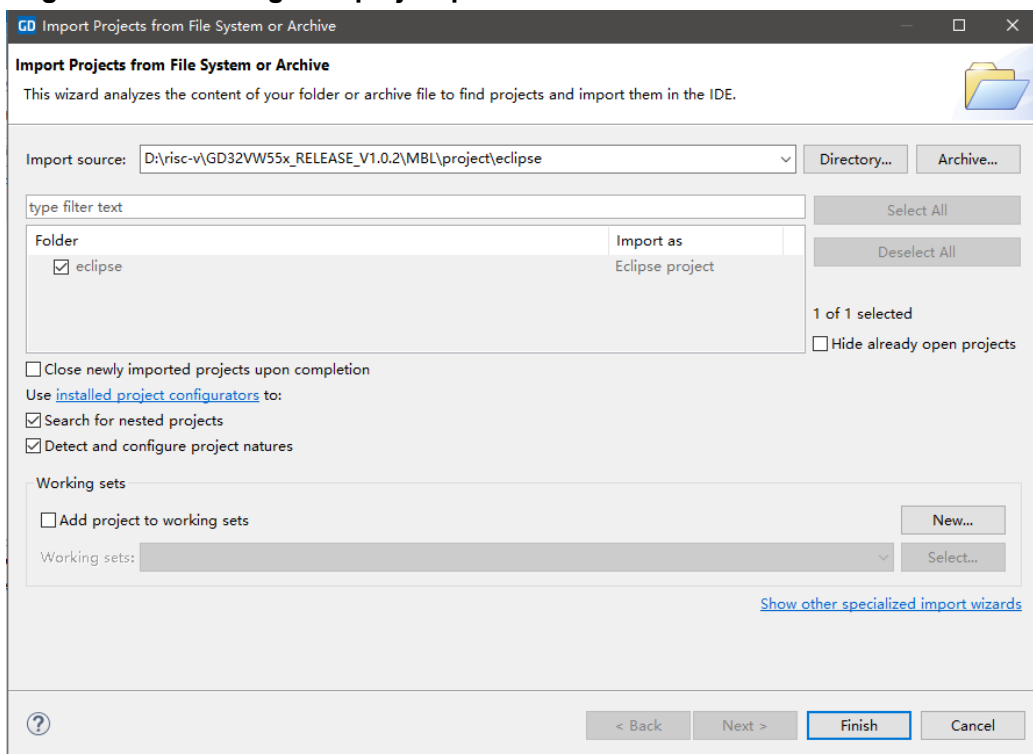 GD Import Projects from File System or Archive
Import Projects from File System or Archive
This wizard analyzes the content of your folder or archive file to find projects and import them in the IDE.
Import source: D:\risc-v\GD32VW55x_RELEASE_V1.0.2\MBL\project\eclipse Directory... Archive...
type filter text Select All
Folder Import as
Deselect All
eclipse Eclipse project
1 of 1 selected
Hide already open projects
Close newly imported projects upon completion
Use installed project configurators to:
Search for nested projects
Detect and configure project natures
Working sets
Add project to working sets New...
Working sets: Select...
Show other specialized import wizards
? < Back Next > Finish Cancel